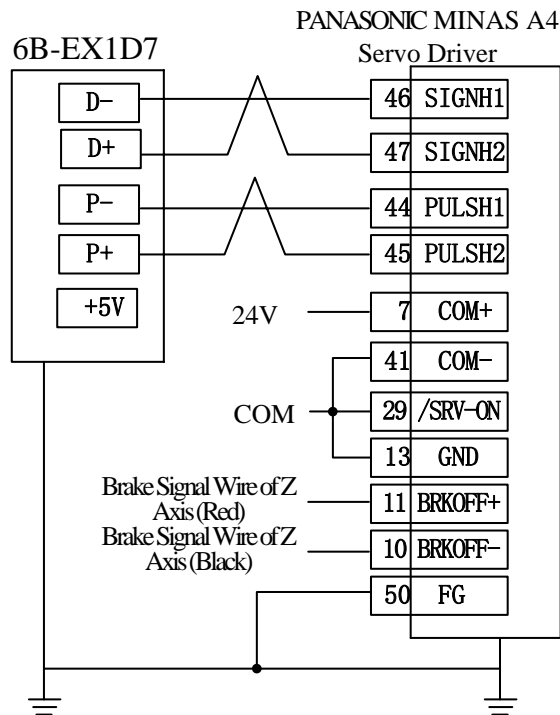 PANASONIC MINAS A4
6B-EX1D7
Servo Driver
D-
46 SIGNH1
D+
47 SIGNH2
P-
44 PULSH1
P+
45 PULSH2
+5V
24V
7 COM+
41 COM-
COM
29 /SRV-ON
13 GND
Brake Signal Wire of Z
Axis (Red)
11 BRKOFF+
Brake Signal Wire of Z
Axis (Black)
10 BRKOFF-
50 FG